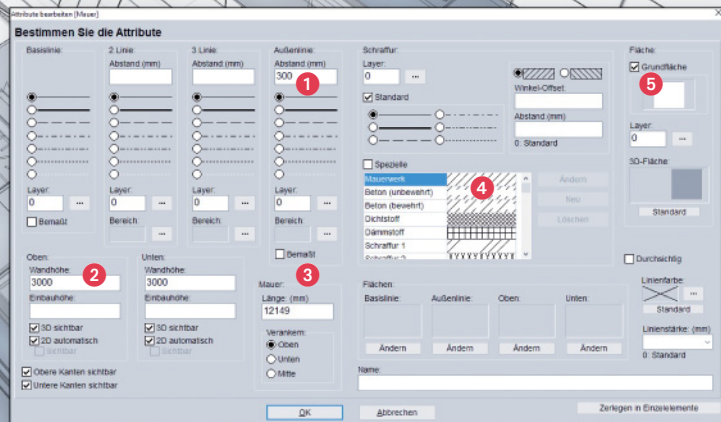 Attribute bearbeiten [Mauer]
Bestimmen Sie die Attribute
Basislinie:
2.Linie:
Abstand (mm)
3.Linie:
Abstand (mm)
Außenlinie:
Abstand (mm)
300
1
Layer:
0
...
Bemaßt
Layer:
0
...
Bereich:
...
Layer:
0
...
Bereich:
...
Layer:
0
...
Bereich:
...
Bemaßt
Schraffur:
Layer:
0
...
Standard
Winkel-Offset:
Abstand (mm)
0: Standard
Spezielle
Mauerwerk
Beton (unbewehrt)
Beton (bewehrt)
Dichtstoff
Dämmstoff
Schraffur 1
Schraffur 2
4
Ändern
Neu
Löschen
Fläche:
Grundfläche
5
Layer:
0
...
3D-Fläche:
Standard
Durchsichtig
Oben:
Wandhöhe:
3000
2
Einbauhöhe:
3D sichtbar
2D automatisch
Sichtbar
Unten:
Wandhöhe:
3000
Einbauhöhe:
3D sichtbar
2D automatisch
Sichtbar
Obere Kanten sichtbar
Untere Kanten sichtbar
3
Mauer:
Länge: (mm)
12149
Verankern:
Oben
Unten
Mitte
Flächen:
Basislinie:
Außenlinie:
Oben:
Unten:
Ändern
Ändern
Ändern
Ändern
Linienfarbe:
...
Standard
Linienstärke: (mm)
0: Standard
Name:
OK
Abbrechen
Zerlegen in Einzelelemente